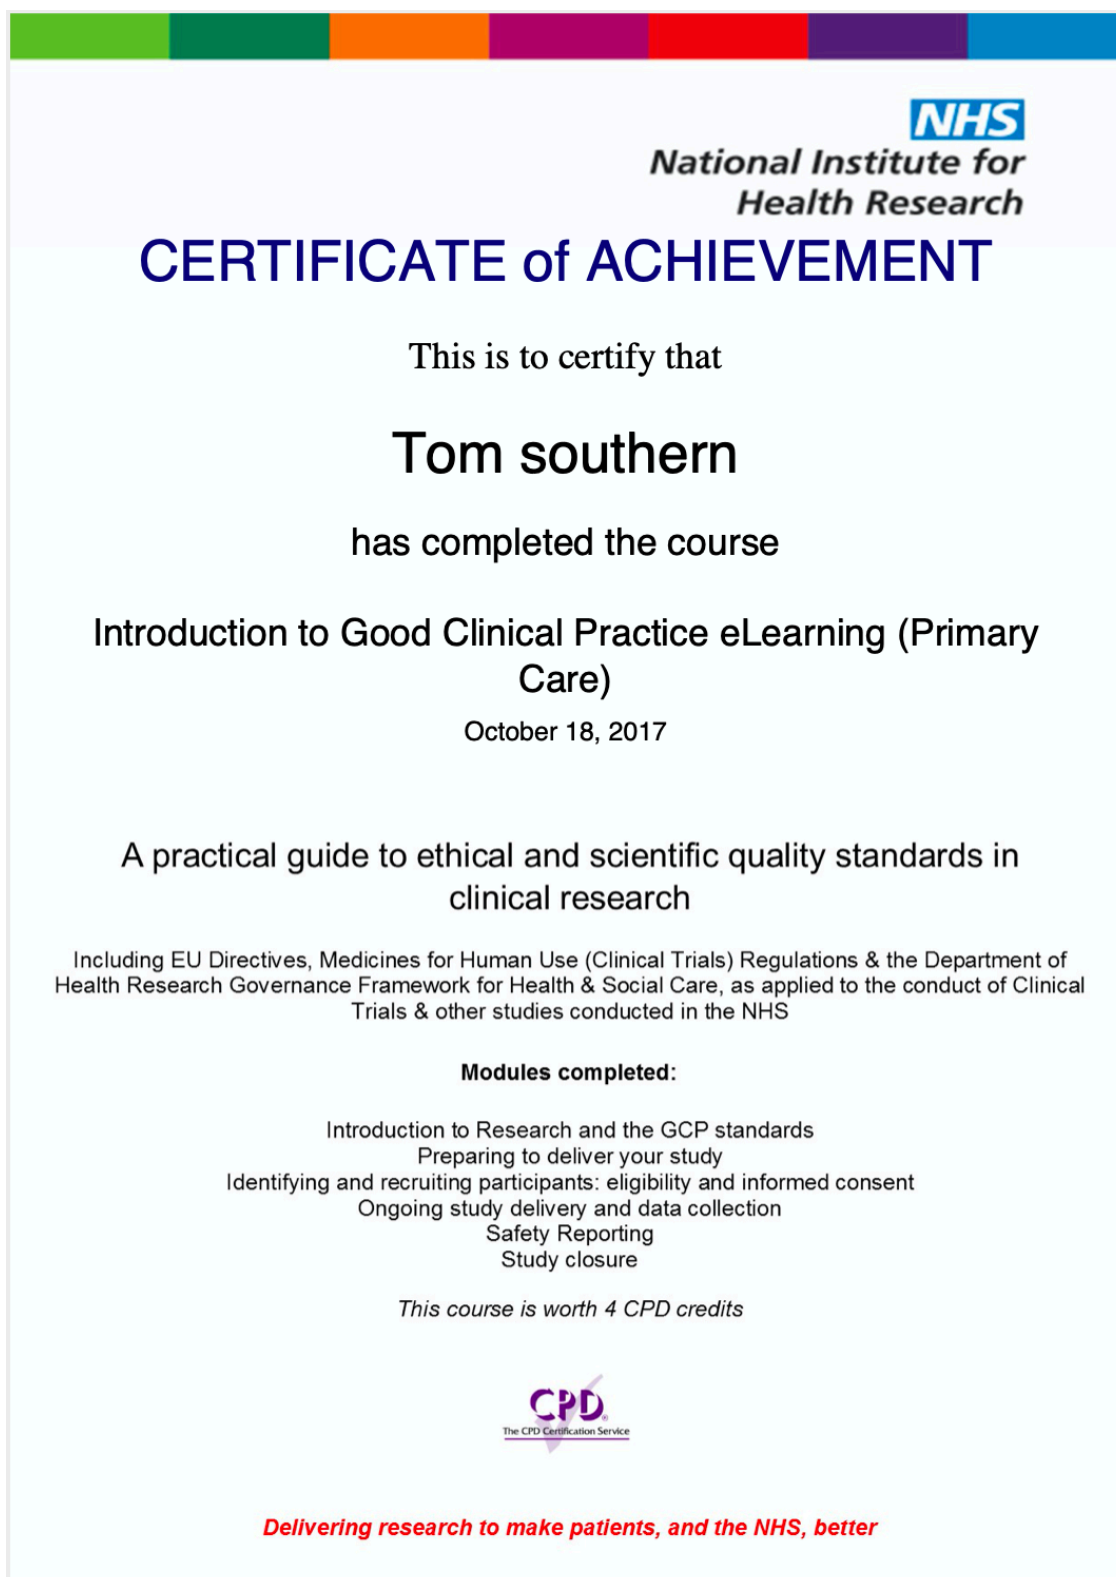 NHS
National Institute for
Health Research
CERTIFICATE of ACHIEVEMENT
This is to certify that
Tom southern
has completed the course
Introduction to Good Clinical Practice eLearning (Primary
Care)
October 18, 2017
A practical guide to ethical and scientific quality standards in
clinical research
Including EU Directives, Medicines for Human Use (Clinical Trials) Regulations & the Department of
Health Research Governance Framework for Health & Social Care, as applied to the conduct of Clinical
Trials & other studies conducted in the NHS
Modules completed:
Introduction to Research and the GCP standards
Preparing to deliver your study
Identifying and recruiting participants: eligibility and informed consent
Ongoing study delivery and data collection
Safety Reporting
Study closure
This course is worth 4 CPD credits
CPD®
The CPD Certification Service
Delivering research to make patients, and the NHS, better